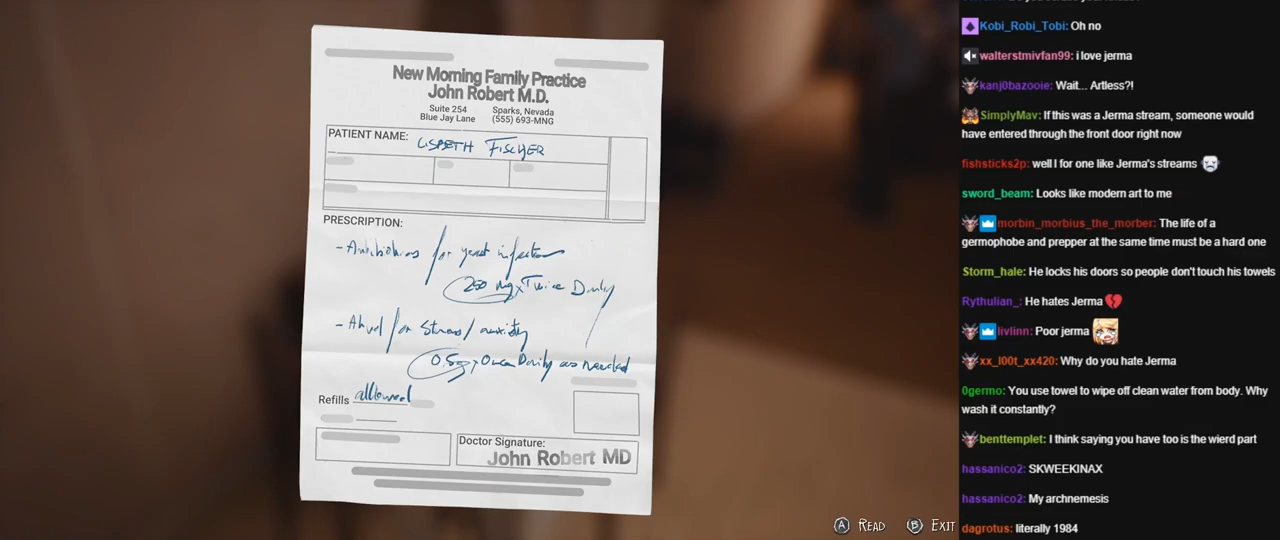 New Morning Family Practice
John Robert M.D.
Suite 254
Blue Jay Lane
Sparks, Nevada
(555) 693-MNG
PATIENT NAME: LISBETH FISCHER
PRESCRIPTION:
for yeast infection
250 mg x Twice Daily
for Stress/anxiety
Once Daily as needed
Refills allowed
Doctor Signature:
John Robert MD
READ
EXIT
Kobi_Robi_Tobi: Oh no
walterstmivfan99: i love jerma
kanj0bazooie: Wait... Artless?!
SimplyMav: If this was a Jerma stream, someone would
have entered through the front door right now
fishsticks2p: well I for one like Jerma's streams
sword_beam: Looks like modern art to me
morbin_morbius_the_morber: The life of a
germophobe and prepper at the same time must be a hard one
Storm_hale: He locks his doors so people don't touch his towels
Rythulian_: He hates Jerma
livlinn: Poor jerma
xx_l00t_xx420: Why do you hate Jerma
0germo: You use towel to wipe off clean water from body. Why
wash it constantly?
benttemplet: I think saying you have too is the wierd part
hassanico2: SKWEEKINAX
hassanico2: My archnemesis
dagrotus: literally 1984